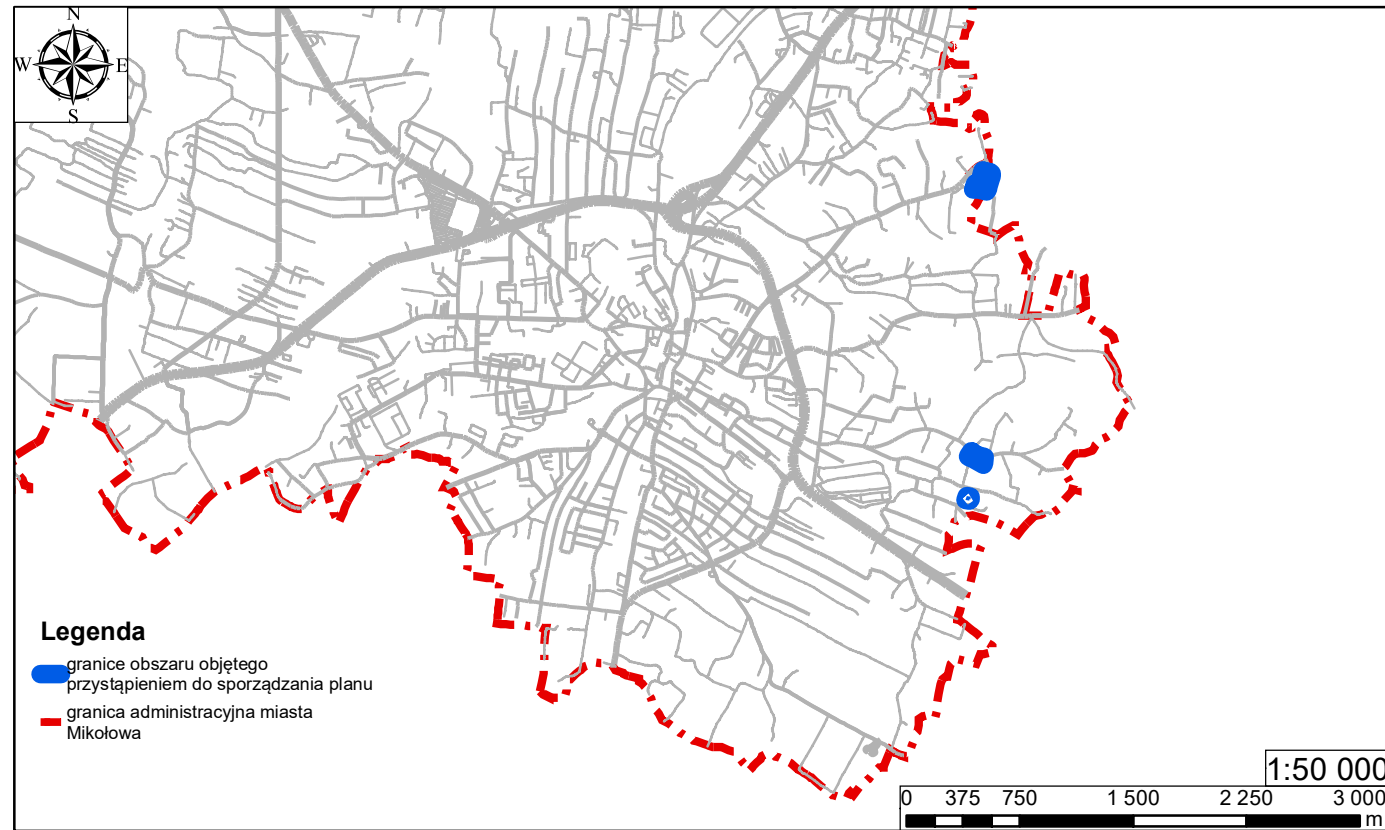 N
W E
S
Legenda
granice obszaru objętego
przystąpieniem do sporządzania planu
granica administracyjna miasta
Mikołowa
1:50 000
0 375 750 1 500 2 250 3 000
m